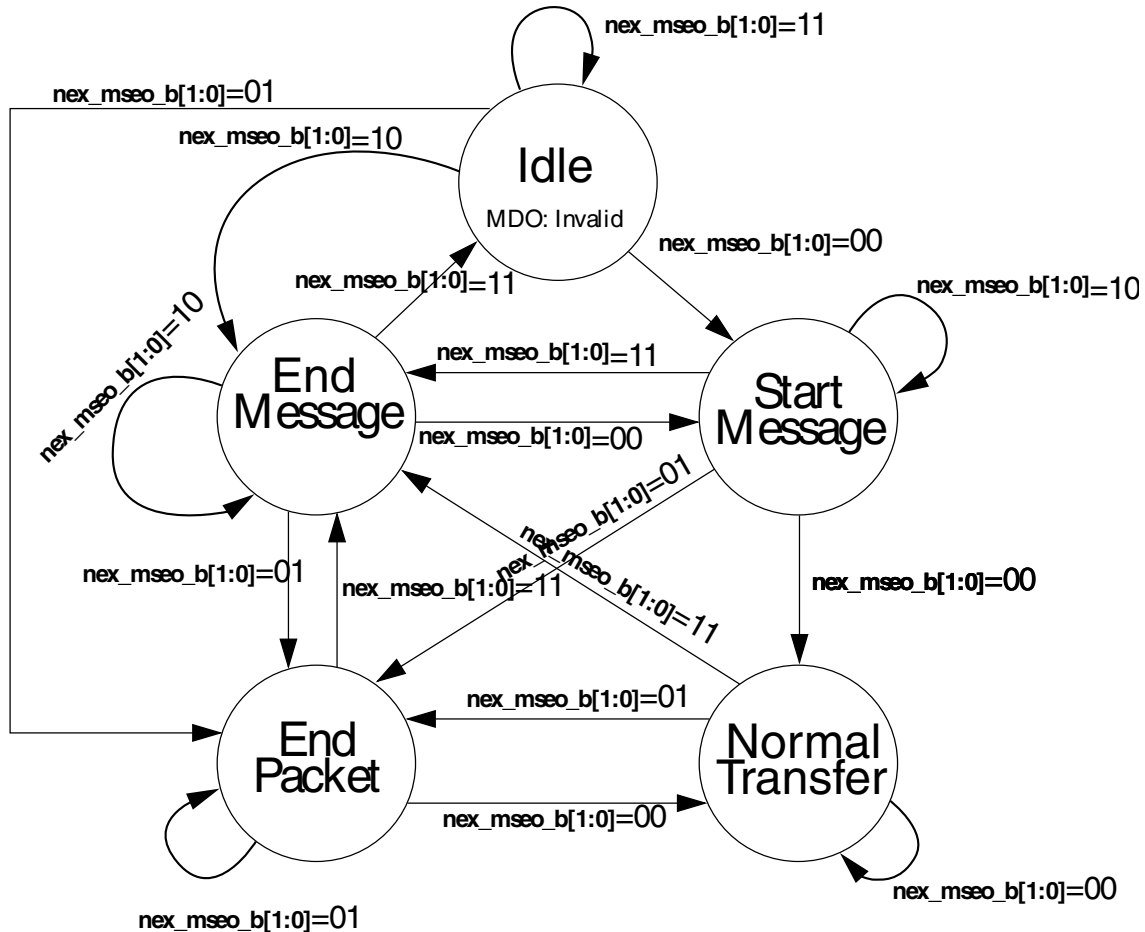 nex_mseo_b[1:0]=11
nex_mseo_b[1:0]=01
nex_mseo_b[1:0]=10
Idle
MDO: Invalid
nex_mseo_b[1:0]=00
nex_mseo_b[1:0]=11
nex_mseo_b[1:0]=10
nex_mseo_b[1:0]=10
nex_mseo_b[1:0]=11
End
Message
Start
Message
nex_mseo_b[1:0]=00
nex_mseo_b[1:0]=01
nex_mseo_b[1:0]=11
nex_mseo_b[1:0]=01
nex_mseo_b[1:0]=11
nex_mseo_b[1:0]=00
nex_mseo_b[1:0]=01
End
Packet
Normal
Transfer
nex_mseo_b[1:0]=00
nex_mseo_b[1:0]=00
nex_mseo_b[1:0]=01